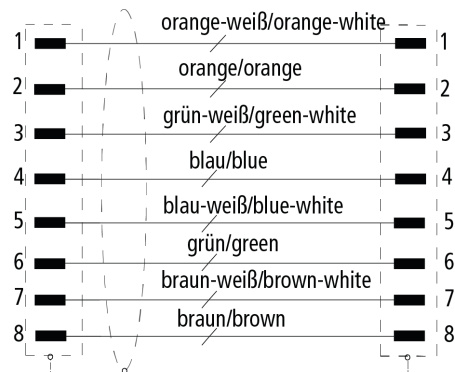 1 orange-weiß/orange-white 1
2 orange/orange 2
3 grün-weiß/green-white 3
4 blau/blue 4
5 blau-weiß/blue-white 5
6 grün/green 6
7 braun-weiß/brown-white 7
8 braun/brown 8